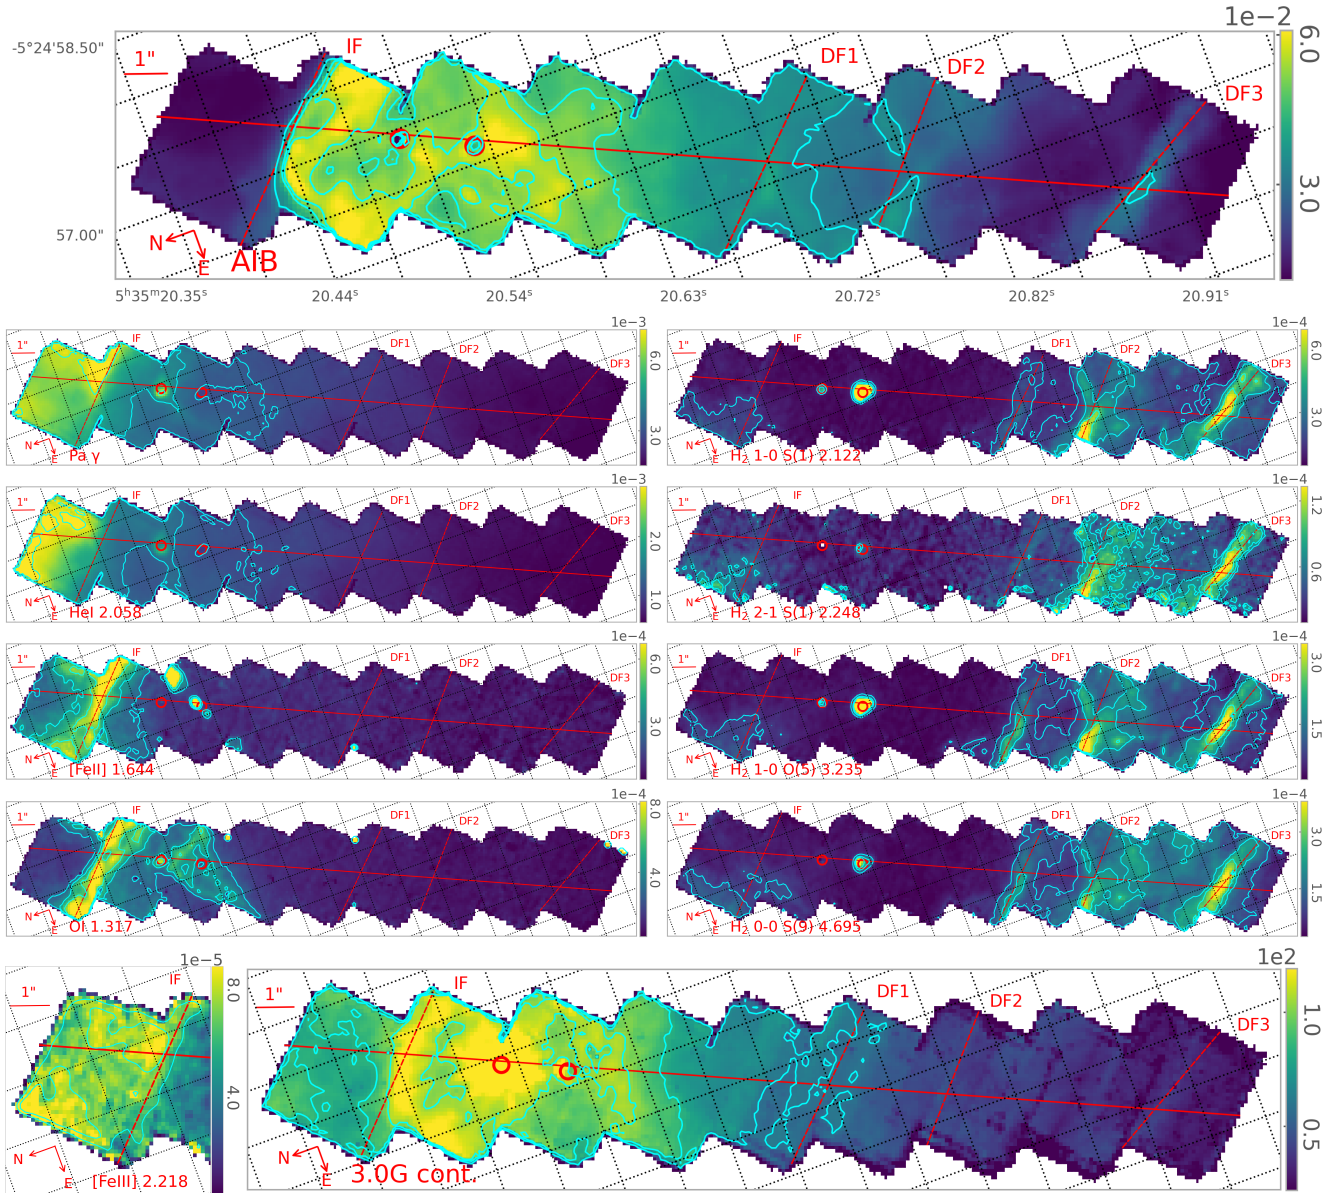 1e−2
-5°24'58.50"
57.00"
1"
IF
DF1
DF2
DF3
N
E
AIB
6.0
3.0
5ʰ35ᵐ20.35ˢ
20.44ˢ
20.54ˢ
20.63ˢ
20.72ˢ
20.82ˢ
20.91ˢ
1e−3
1"
IF
DF1
DF2
DF3
N
E
Pa γ
6.0
3.0
1e−4
1"
IF
DF1
DF2
DF3
N
E
H₂ 1-0 S(1) 2.122
6.0
3.0
1e−3
1"
IF
DF1
DF2
DF3
N
E
HeI 2.058
2.0
1.0
1e−4
1"
IF
DF1
DF2
DF3
N
E
H₂ 2-1 S(1) 2.248
1.2
0.6
1e−4
1"
IF
DF1
DF2
DF3
N
E
[FeII] 1.644
6.0
3.0
1e−4
1"
IF
DF1
DF2
DF3
N
E
H₂ 1-0 O(5) 3.235
3.0
1.5
1e−4
1"
IF
DF1
DF2
DF3
N
E
OI 1.317
8.0
4.0
1e−4
1"
IF
DF1
DF2
DF3
N
E
H₂ 0-0 S(9) 4.695
3.0
1.5
1e−5
1"
IF
N
E
[FeIII] 2.218
8.0
4.0
1e2
1"
IF
DF1
DF2
DF3
N
E
3.0G cont.
1.0
0.5